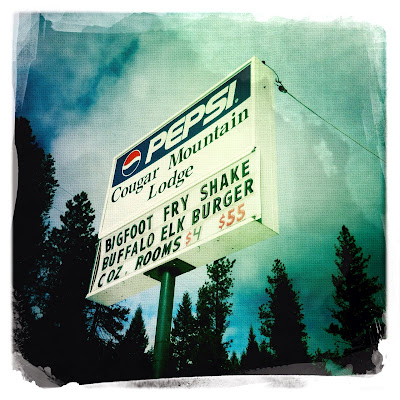 PEPSI
Cougar Mountain
Lodge
BIGFOOT FRY SHAKE
BUFFALO ELK BURGER
COZ. ROOMS $4 $55